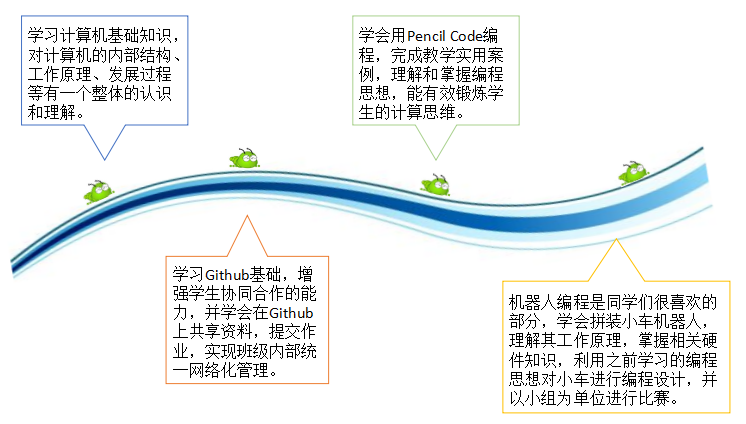 学习计算机基础知识，
对计算机的内部结构、
工作原理、发展过程
等有一个整体的认识
和理解。
学习Github基础，增
强学生协同合作的能
力，并学会在Github
上共享资料，提交作
业，实现班级内部统
一网络化管理。
学会用Pencil Code编
程，完成教学实用案
例，理解和掌握编程
思想，能有效锻炼学
生的计算思维。
机器人编程是同学们很喜欢的
部分，学会拼装小车机器人，
理解其工作原理，掌握相关硬
件知识，利用之前学习的编程
思想对小车进行编程设计，并
以小组为单位进行比赛。